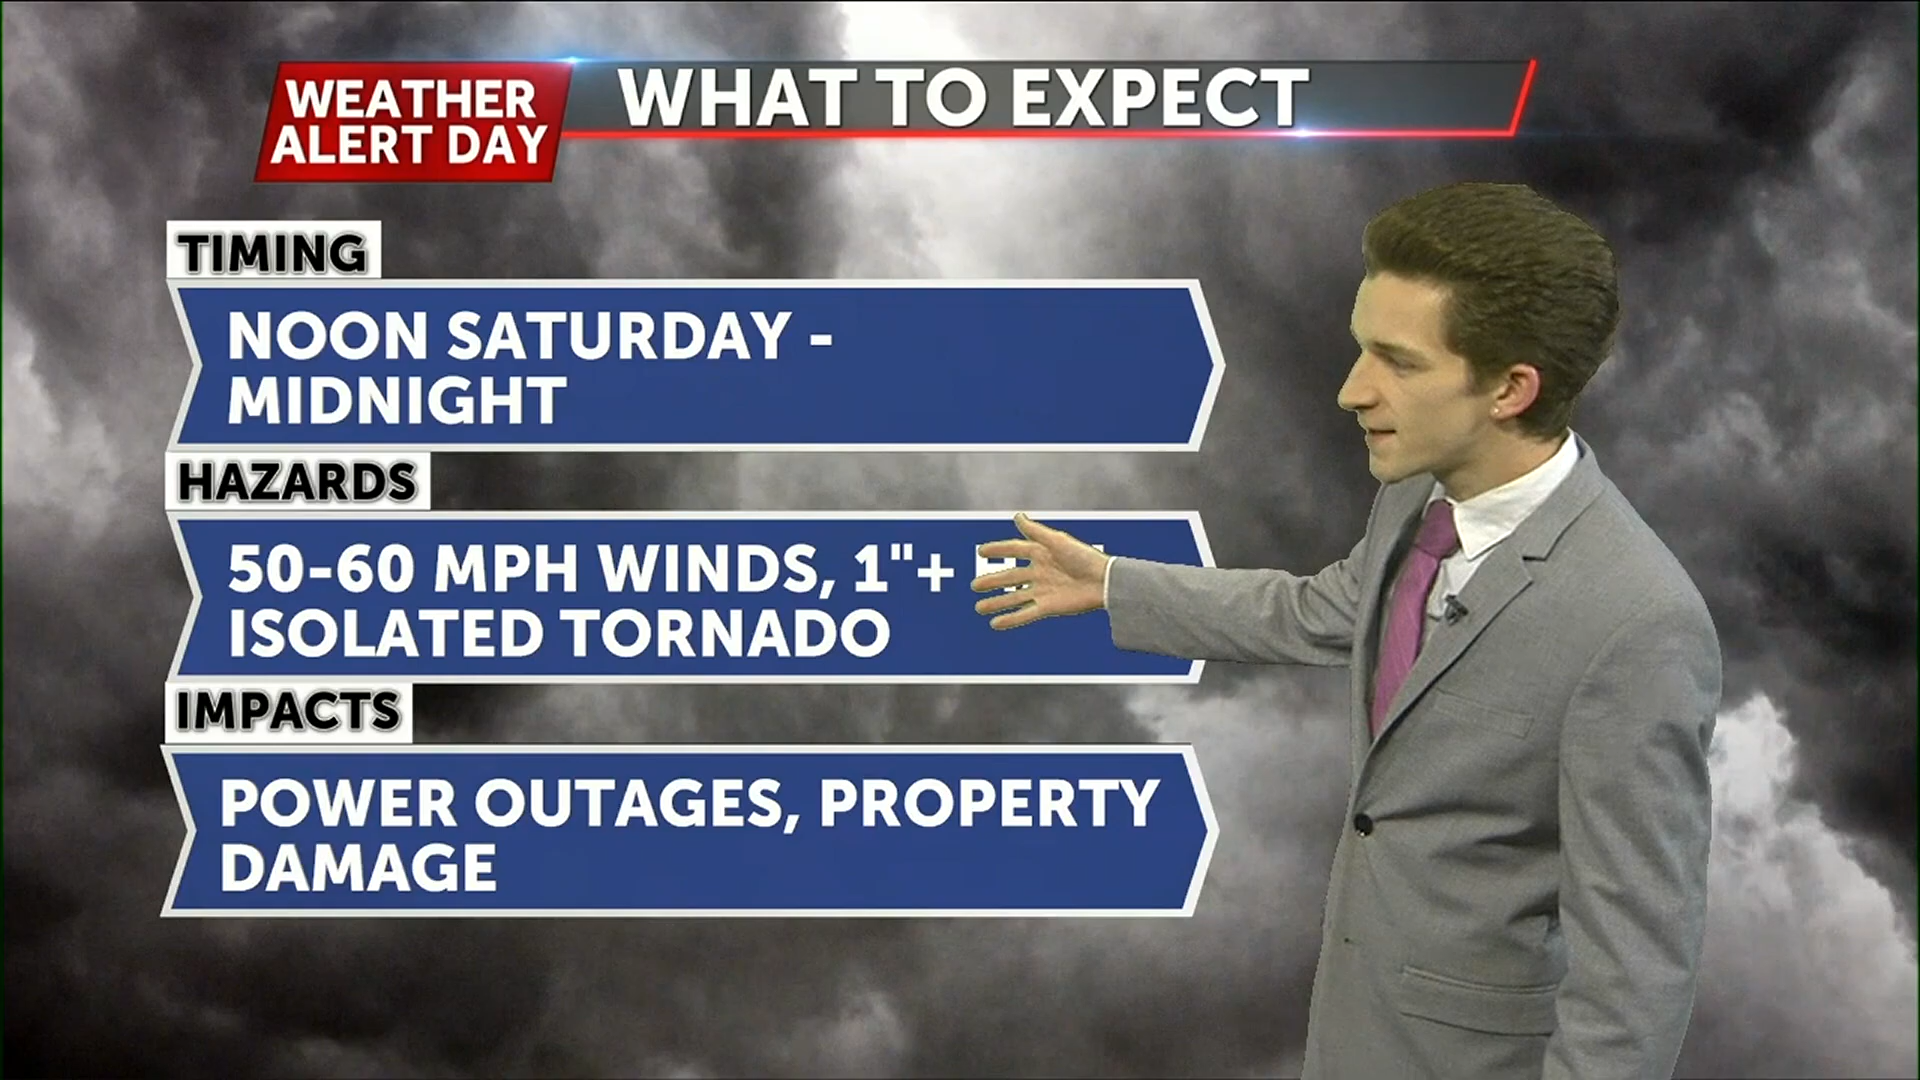 WEATHER
ALERT DAY
WHAT TO EXPECT
TIMING
NOON SATURDAY -
MIDNIGHT
HAZARDS
50-60 MPH WINDS, 1"+
ISOLATED TORNADO
IMPACTS
POWER OUTAGES, PROPERTY
DAMAGE